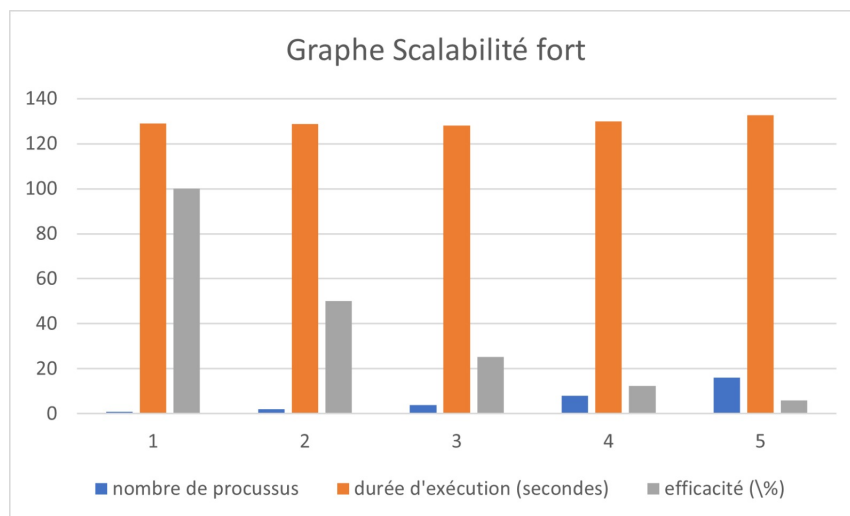 Graphe Scalabilité fort
140
120
100
80
60
40
20
0
1 2 3 4 5
nombre de procussus durée d'exécution (secondes) efficacité (\%)